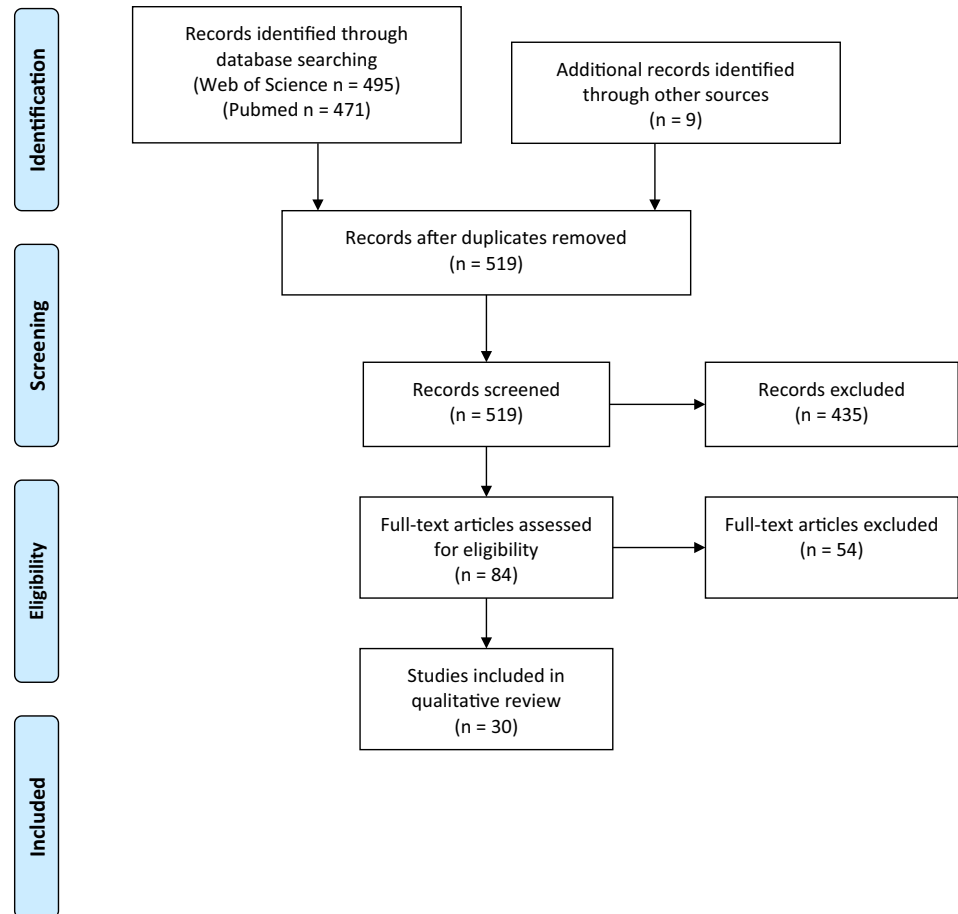 Identification
Records identified through
database searching
(Web of Science n = 495)
(Pubmed n = 471)
Additional records identified
through other sources
(n = 9)
Records after duplicates removed
(n = 519)
Screening
Records screened
(n = 519)
Records excluded
(n = 435)
Eligibility
Full-text articles assessed
for eligibility
(n = 84)
Full-text articles excluded
(n = 54)
Studies included in
qualitative review
(n = 30)
Included